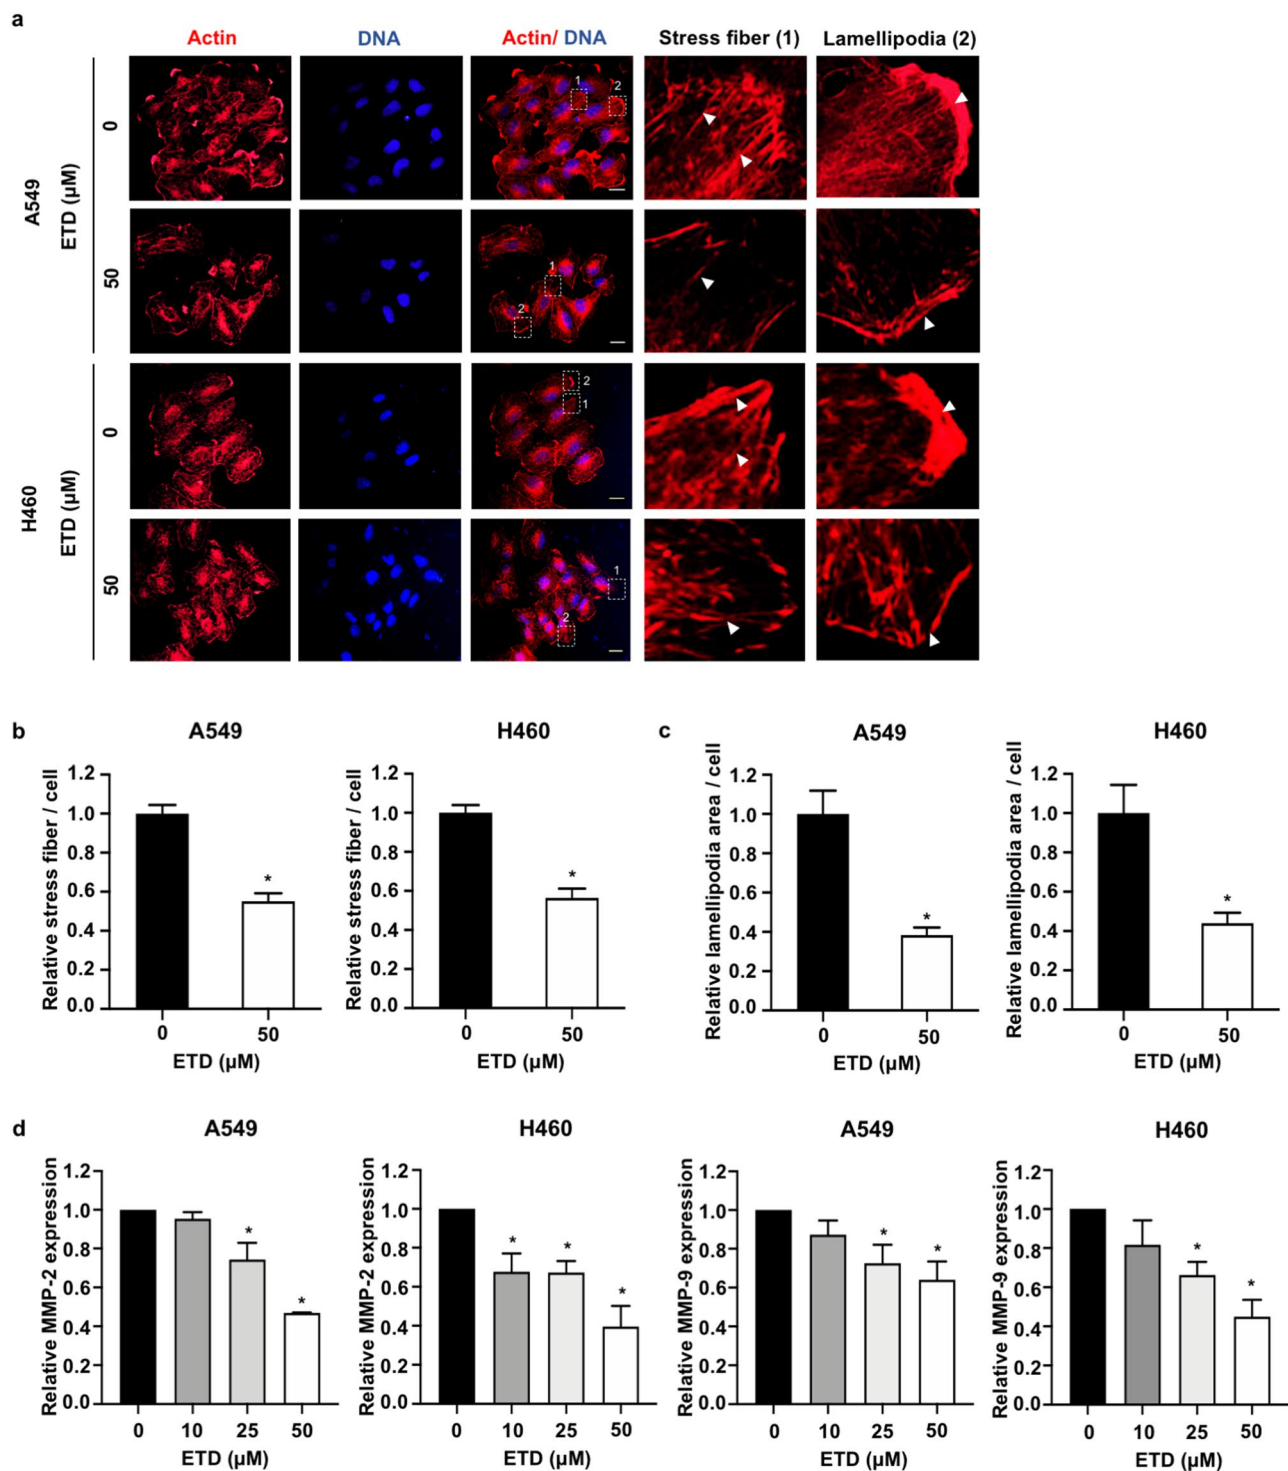 a
Actin DNA Actin/ DNA Stress fiber (1) Lamellipodia (2)
A549
ETD (µM)
0
1 2
50
1
2
H460
ETD (µM)
0
2
1
50
1
2
b
A549
Relative stress fiber / cell
1.2
1.0
0.8
0.6
0.4
0.2
0.0
*
0 50
ETD (µM)
H460
Relative stress fiber / cell
1.2
1.0
0.8
0.6
0.4
0.2
0.0
*
0 50
ETD (µM)
c
A549
Relative lamellipodia area / cell
1.2
1.0
0.8
0.6
0.4
0.2
0.0
*
0 50
ETD (µM)
H460
Relative lamellipodia area / cell
1.2
1.0
0.8
0.6
0.4
0.2
0.0
*
0 50
ETD (µM)
d
A549
Relative MMP-2 expression
1.2
1.0
0.8
0.6
0.4
0.2
0.0
* *
0 10 25 50
ETD (µM)
H460
Relative MMP-2 expression
1.2
1.0
0.8
0.6
0.4
0.2
0.0
* * *
0 10 25 50
ETD (µM)
A549
Relative MMP-9 expression
1.2
1.0
0.8
0.6
0.4
0.2
0.0
* *
0 10 25 50
ETD (µM)
H460
Relative MMP-9 expression
1.2
1.0
0.8
0.6
0.4
0.2
0.0
* *
0 10 25 50
ETD (µM)